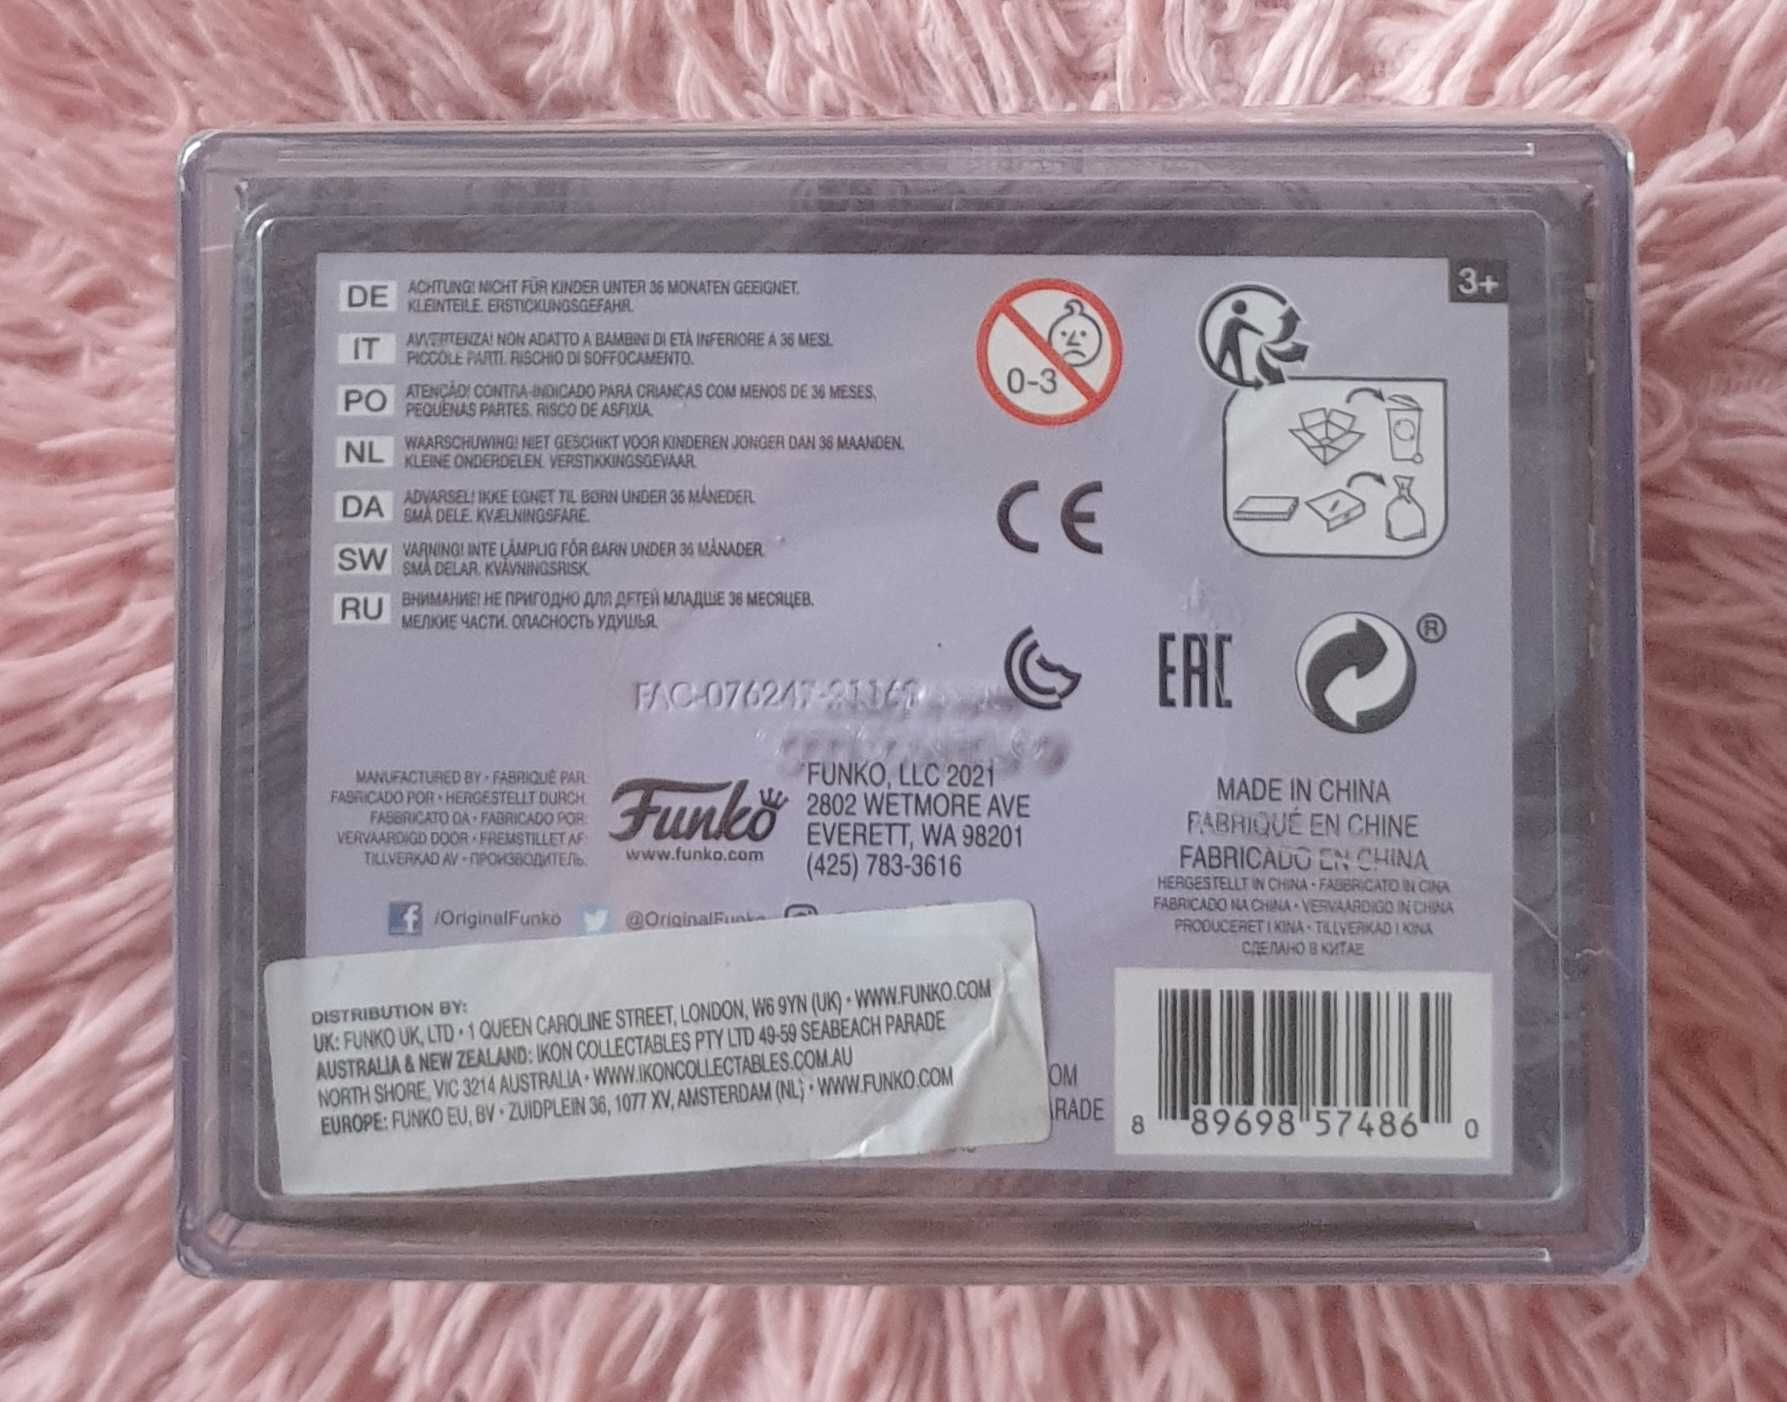 3+
DE ACHTUNG! NICHT FÜR KINDER UNTER 36 MONATEN GEEIGNET.
KLEINTEILE. ERSTICKUNGSGEFAHR.
IT AVVERTENZA! NON ADATTO A BAMBINI DI ETÀ INFERIORE A 36 MESI.
PICCOLE PARTI. RISCHIO DI SOFFOCAMENTO.
PO ATENÇÃO! CONTRA-INDICADO PARA CRIANÇAS COM MENOS DE 36 MESES.
PEQUENAS PARTES. RISCO DE ASFIXIA.
NL WAARSCHUWING! NIET GESCHIKT VOOR KINDEREN JONGER DAN 36 MAANDEN.
KLEINE ONDERDELEN. VERSTIKKINGSGEVAAR.
DA ADVARSEL! IKKE EGNET TIL BØRN UNDER 36 MÅNEDER.
SMÅ DELE. KVÆLNINGSFARE.
SW VARNING! INTE LÄMPLIG FÖR BARN UNDER 36 MÅNADER.
SMÅ DELAR. KVÄVNINGSRISK.
RU ВНИМАНИЕ! НЕ ПРИГОДНО ДЛЯ ДЕТЕЙ МЛАДШЕ 36 МЕСЯЦЕВ.
МЕЛКИЕ ЧАСТИ. ОПАСНОСТЬ УДУШЬЯ.
0-3
CE
EAC
®
MANUFACTURED BY • FABRIQUÉ PAR:
FABRICADO POR • HERGESTELLT DURCH:
FABBRICATO DA • FABRICADO POR:
VERVAARDIGD DOOR • FREMSTILLET AF:
TILLVERKAD AV • ПРОИЗВОДИТЕЛЬ:
Funko
www.funko.com
FUNKO, LLC 2021
2802 WETMORE AVE
EVERETT, WA 98201
(425) 783-3616
/OriginalFunko @OriginalFunko
MADE IN CHINA
FABRIQUÉ EN CHINE
FABRICADO EN CHINA
HERGESTELLT IN CHINA • FABBRICATO IN CINA
FABRICADO NA CHINA • VERVAARDIGD IN CHINA
PRODUCERET I KINA • TILLVERKAD I KINA
СДЕЛАНО В КИТАЕ
DISTRIBUTION BY:
UK: FUNKO UK, LTD • 1 QUEEN CAROLINE STREET, LONDON, W6 9YN (UK) • WWW.FUNKO.COM
AUSTRALIA & NEW ZEALAND: IKON COLLECTABLES PTY LTD 49-59 SEABEACH PARADE
NORTH SHORE, VIC 3214 AUSTRALIA • WWW.IKONCOLLECTABLES.COM.AU
EUROPE: FUNKO EU, BV • ZUIDPLEIN 36, 1077 XV, AMSTERDAM (NL) • WWW.FUNKO.COM
OM
RADE
8 89698 57486 0